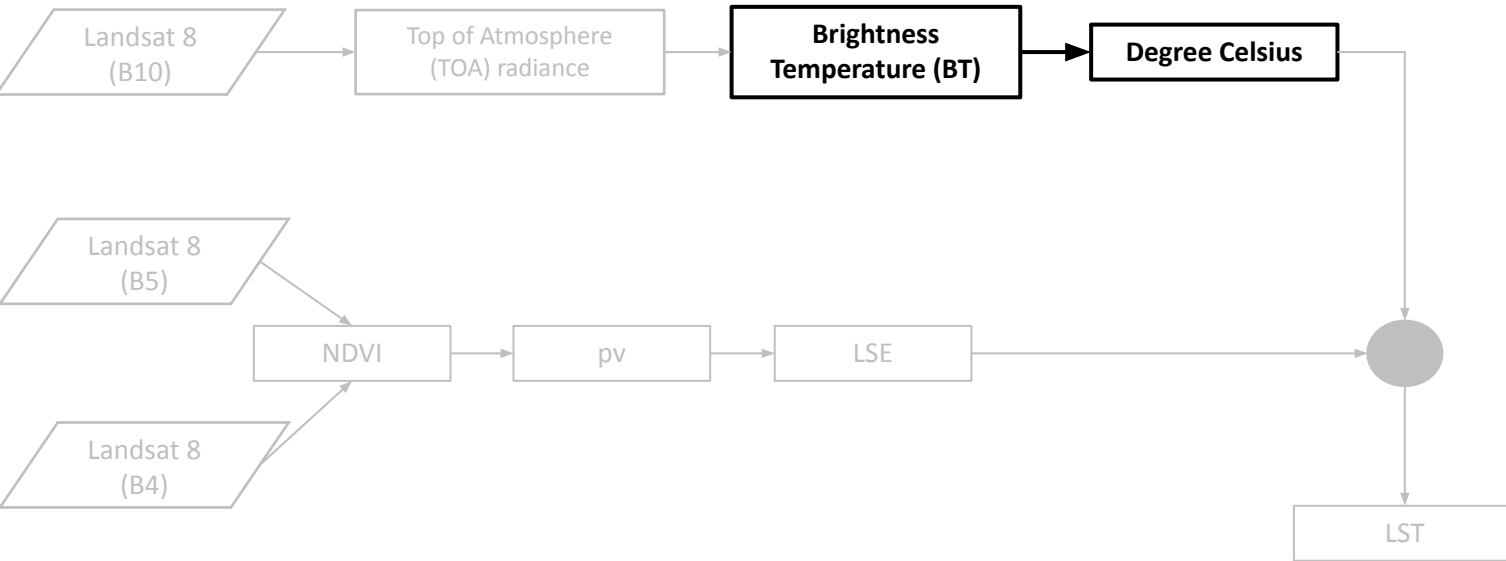 Landsat 8
(B10)
Top of Atmosphere
(TOA) radiance
Brightness
Temperature (BT)
Degree Celsius
Landsat 8
(B5)
NDVI
pv
LSE
Landsat 8
(B4)
LST